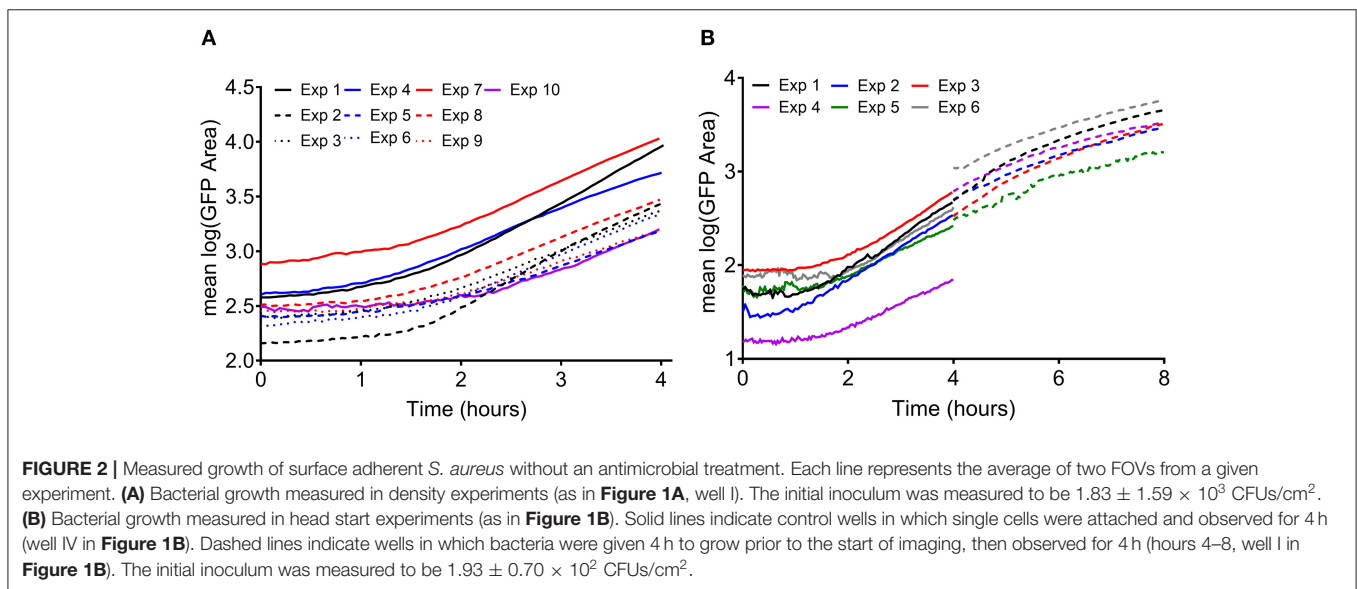 A
B
Exp 1 Exp 4 Exp 7 Exp 10
Exp 2 Exp 5 Exp 8
Exp 3 Exp 6 Exp 9
4.5
4.0
3.5
3.0
2.5
2.0
mean log(GFP Area)
0 1 2 3 4
Time (hours)
Exp 1 Exp 2 Exp 3
Exp 4 Exp 5 Exp 6
4
3
2
1
mean log(GFP Area)
0 2 4 6 8
Time (hours)
FIGURE 2 | Measured growth of surface adherent S. aureus without an antimicrobial treatment. Each line represents the average of two FOVs from a given
experiment. (A) Bacterial growth measured in density experiments (as in Figure 1A, well I). The initial inoculum was measured to be 1.83 ± 1.59 × 10³ CFUs/cm².
(B) Bacterial growth measured in head start experiments (as in Figure 1B). Solid lines indicate control wells in which single cells were attached and observed for 4 h
(well IV in Figure 1B). Dashed lines indicate wells in which bacteria were given 4 h to grow prior to the start of imaging, then observed for 4 h (hours 4–8, well I in
Figure 1B). The initial inoculum was measured to be 1.93 ± 0.70 × 10² CFUs/cm².